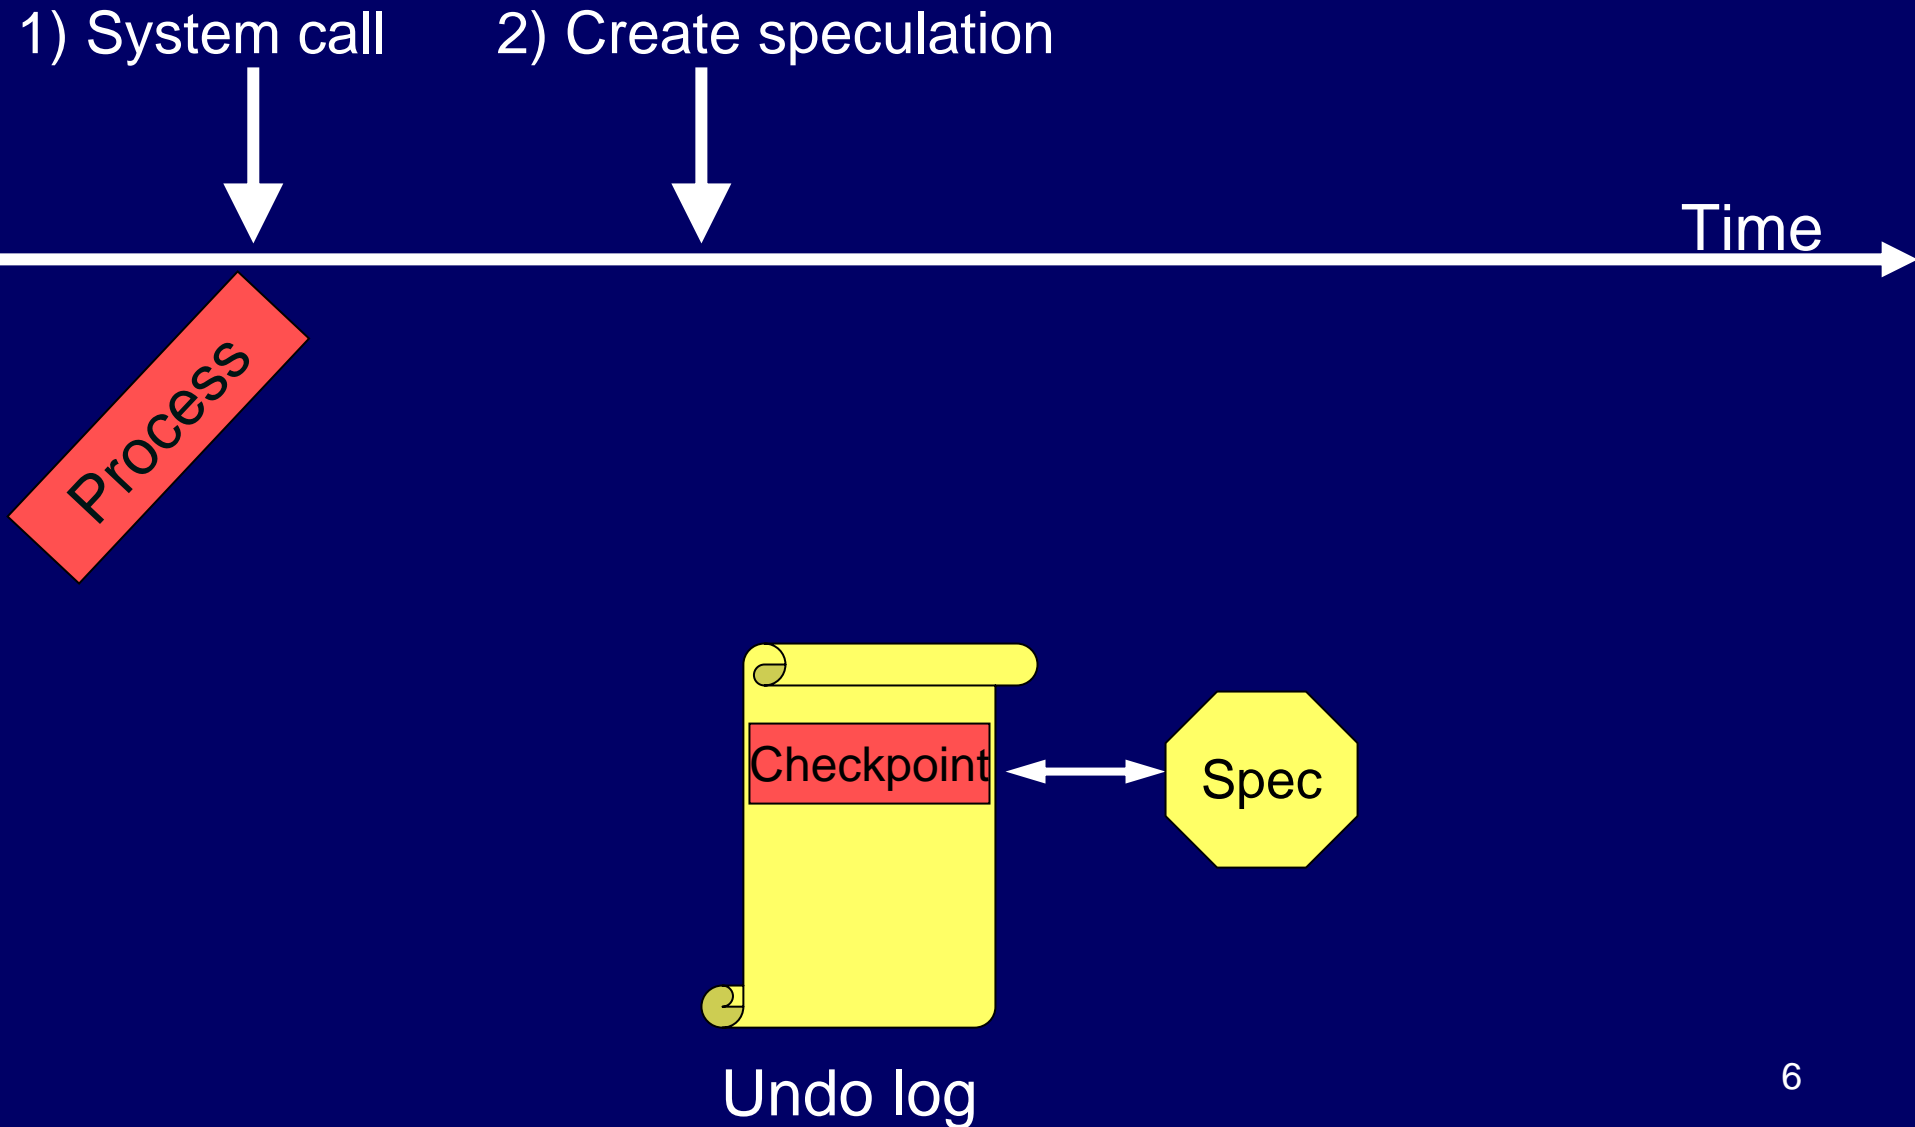 1) System call
2) Create speculation
Time
Process
Checkpoint
Spec
Undo log
6